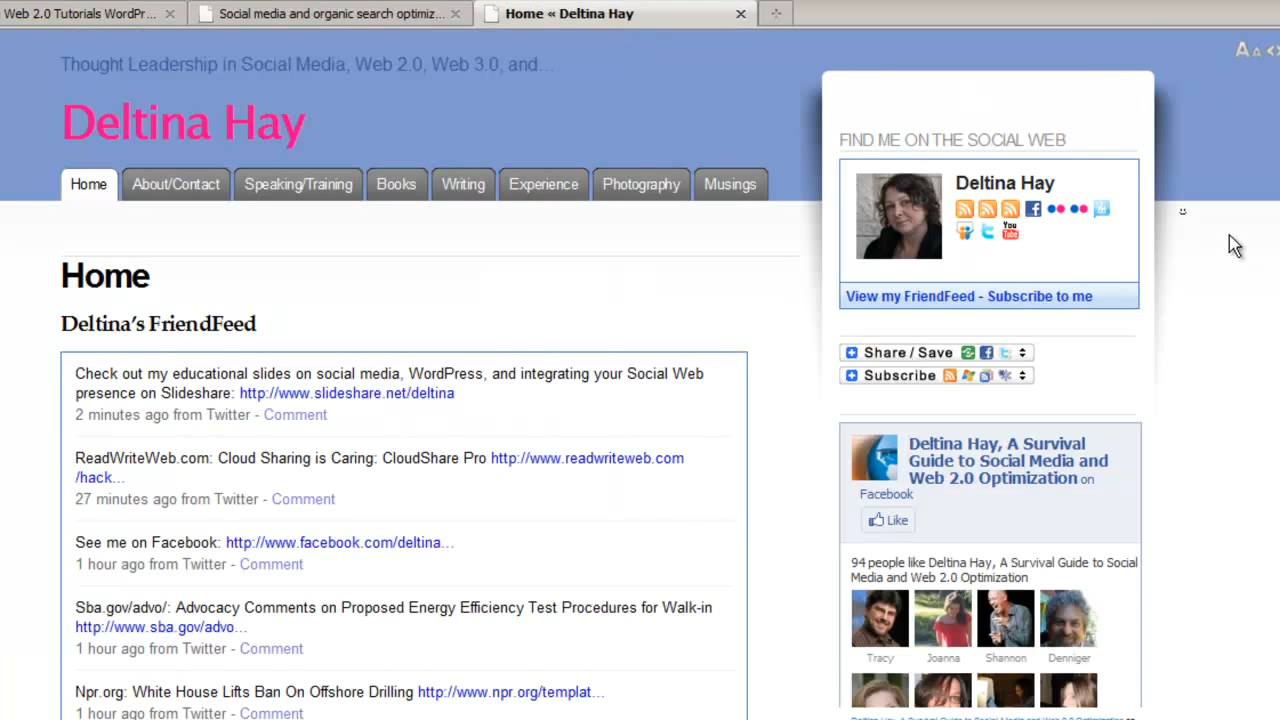 Web 2.0 Tutorials WordPr...
Social media and organic search optimiz...
Home « Deltina Hay
Thought Leadership in Social Media, Web 2.0, Web 3.0, and...
Deltina Hay
Home
About/Contact
Speaking/Training
Books
Writing
Experience
Photography
Musings
Home
Deltina's FriendFeed
Check out my educational slides on social media, WordPress, and integrating your Social Web
presence on Slideshare: http://www.slideshare.net/deltina
2 minutes ago from Twitter - Comment
ReadWriteWeb.com: Cloud Sharing is Caring: CloudShare Pro http://www.readwriteweb.com
/hack...
27 minutes ago from Twitter - Comment
See me on Facebook: http://www.facebook.com/deltina...
1 hour ago from Twitter - Comment
Sba.gov/advo/: Advocacy Comments on Proposed Energy Efficiency Test Procedures for Walk-in
http://www.sba.gov/advo...
1 hour ago from Twitter - Comment
Npr.org: White House Lifts Ban On Offshore Drilling http://www.npr.org/templat...
1 hour ago from Twitter - Comment
AA
FIND ME ON THE SOCIAL WEB
Deltina Hay
You
Tube
View my FriendFeed - Subscribe to me
Share / Save
Subscribe
Deltina Hay, A Survival
Guide to Social Media and
Web 2.0 Optimization on
Facebook
Like
94 people like Deltina Hay, A Survival Guide to Social
Media and Web 2.0 Optimization
Tracy
Joanna
Shannon
Denniger